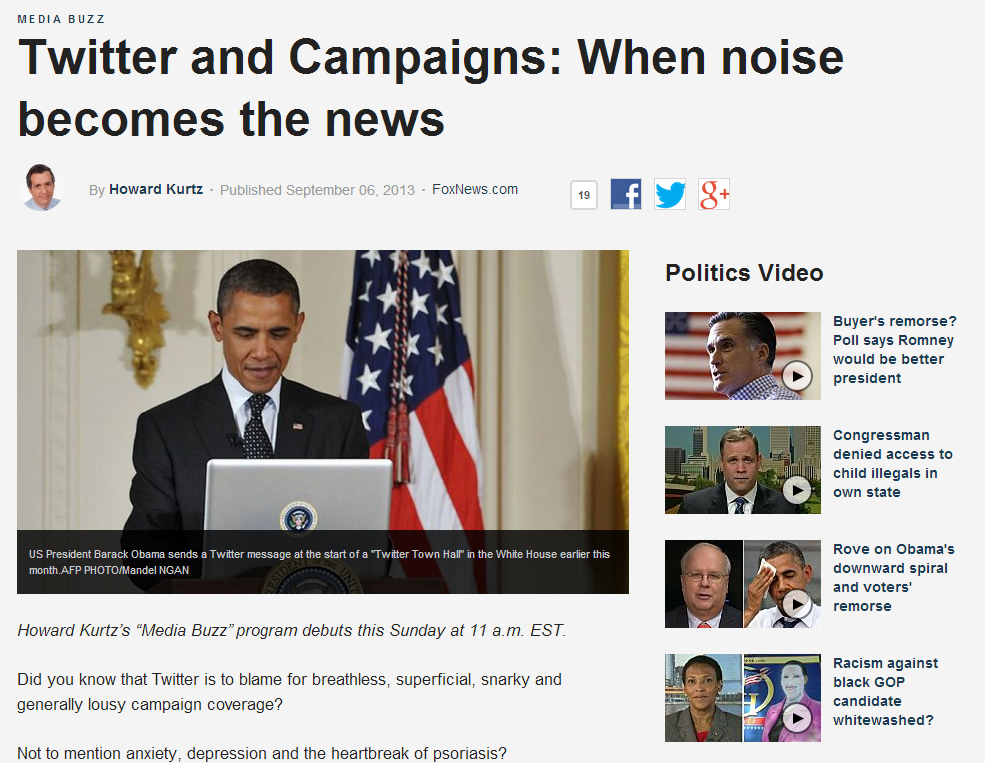 MEDIA BUZZ
Twitter and Campaigns: When noise
becomes the news
By Howard Kurtz · Published September 06, 2013 · FoxNews.com
19
f
g+
US President Barack Obama sends a Twitter message at the start of a "Twitter Town Hall" in the White House earlier this
month.AFP PHOTO/Mandel NGAN
Howard Kurtz’s “Media Buzz” program debuts this Sunday at 11 a.m. EST.
Did you know that Twitter is to blame for breathless, superficial, snarky and
generally lousy campaign coverage?
Not to mention anxiety, depression and the heartbreak of psoriasis?
Politics Video
Buyer's remorse?
Poll says Romney
would be better
president
Congressman
denied access to
child illegals in
own state
Rove on Obama's
downward spiral
and voters'
remorse
Racism against
black GOP
candidate
whitewashed?